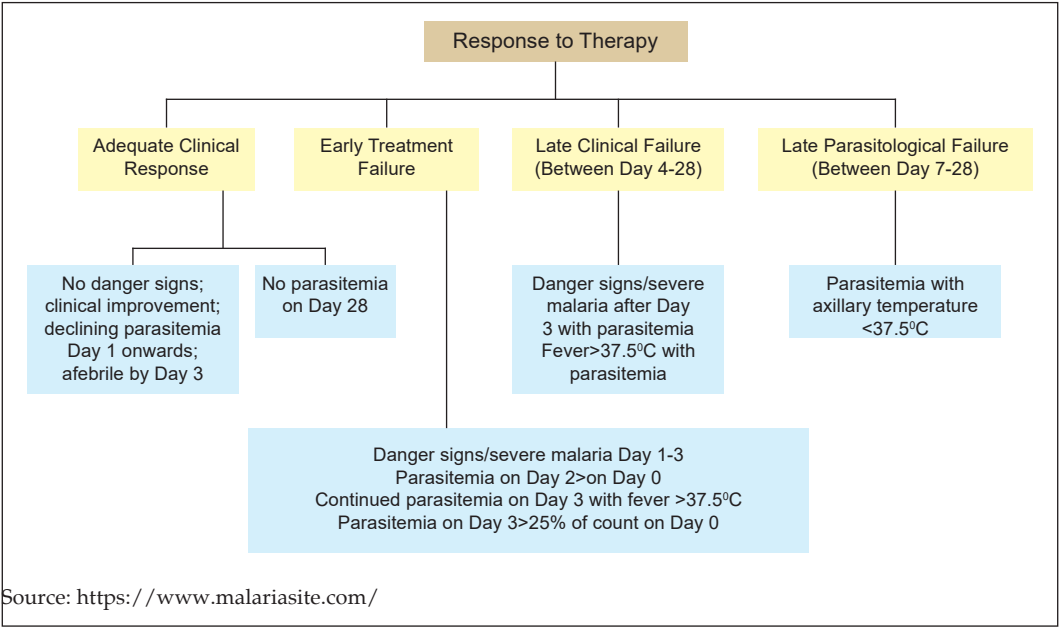 Response to Therapy
Adequate Clinical
Response
Early Treatment
Failure
Late Clinical Failure
(Between Day 4-28)
Late Parasitological Failure
(Between Day 7-28)
No danger signs;
clinical improvement;
declining parasitemia
Day 1 onwards;
afebrile by Day 3
No parasitemia
on Day 28
Danger signs/severe
malaria after Day
3 with parasitemia
Fever>37.5⁰C with
parasitemia
Parasitemia with
axillary temperature
<37.5⁰C
Danger signs/severe malaria Day 1-3
Parasitemia on Day 2>on Day 0
Continued parasitemia on Day 3 with fever >37.5⁰C
Parasitemia on Day 3>25% of count on Day 0
Source: https://www.malariasite.com/